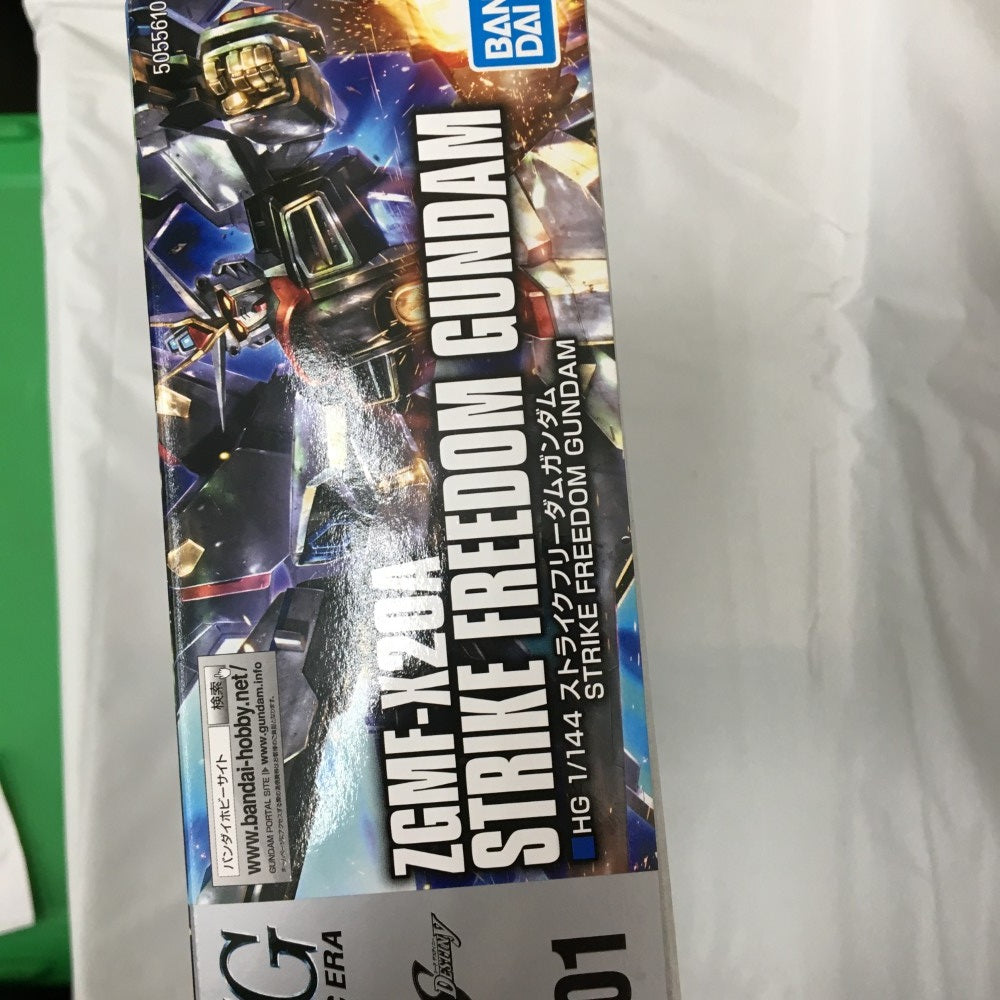 BAN
DAI
5055610
ZGMF-X20A
STRIKE FREEDOM GUNDAM
HG 1/144 ストライクフリーダムガンダム
STRIKE FREEDOM GUNDAM
バンダイホビーサイト 検索
www.bandai-hobby.net/
GUNDAM PORTAL SITE www.gundam.info
G
ERA
DESTINY
01